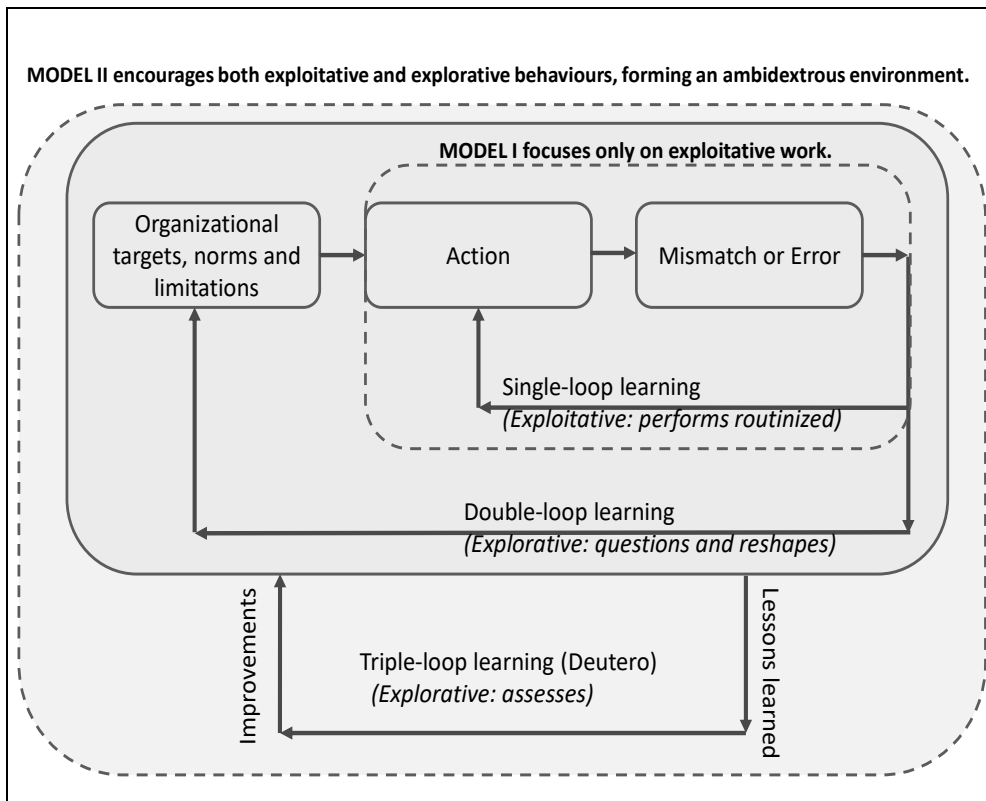 MODEL II encourages both exploitative and explorative behaviours, forming an ambidextrous environment.
MODEL I focuses only on exploitative work.
Organizational
targets, norms and
limitations
Action
Mismatch or Error
Single-loop learning
(Exploitative: performs routinized)
Double-loop learning
(Explorative: questions and reshapes)
Improvements
Triple-loop learning (Deutero)
(Explorative: assesses)
Lessons learned